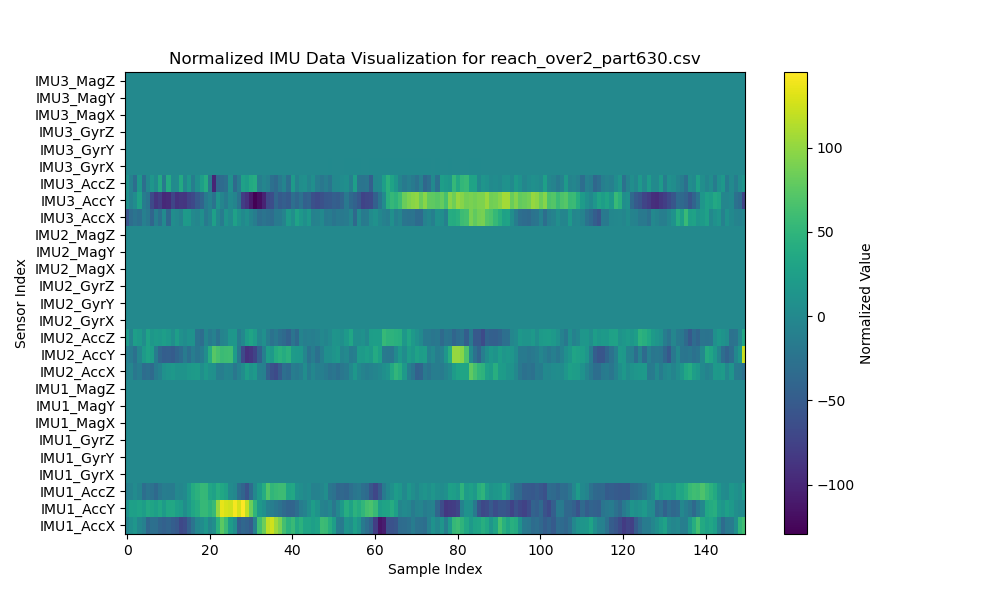 Normalized IMU Data Visualization for reach_over2_part630.csv
IMU3_MagZ
IMU3_MagY
IMU3_MagX
IMU3_GyrZ
IMU3_GyrY
IMU3_GyrX
IMU3_AccZ
IMU3_AccY
IMU3_AccX
IMU2_MagZ
IMU2_MagY
IMU2_MagX
IMU2_GyrZ
IMU2_GyrY
IMU2_GyrX
IMU2_AccZ
IMU2_AccY
IMU2_AccX
IMU1_MagZ
IMU1_MagY
IMU1_MagX
IMU1_GyrZ
IMU1_GyrY
IMU1_GyrX
IMU1_AccZ
IMU1_AccY
IMU1_AccX
Sensor Index
0 20 40 60 80 100 120 140
Sample Index
100
50
0
−50
−100
Normalized Value